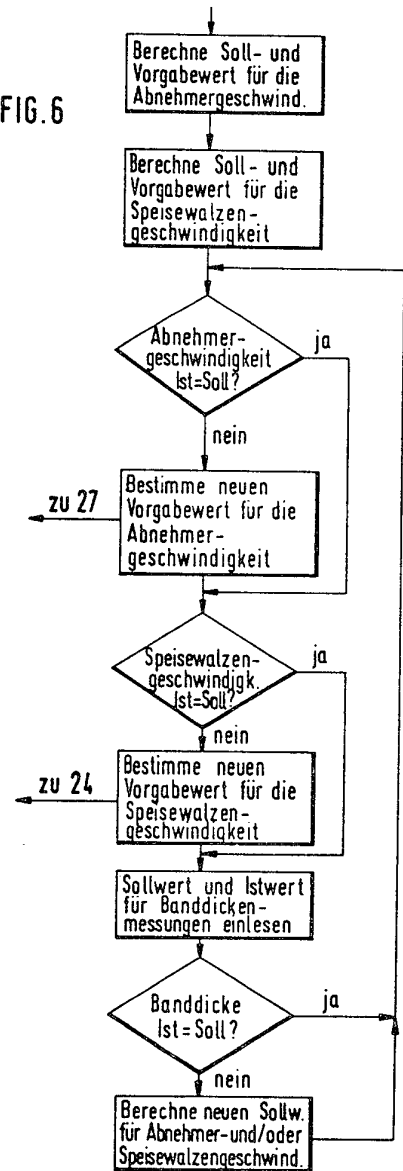 FIG.6
Berechne Soll- und
Vorgabewert für die
Abnehmergeschwind.
Berechne Soll- und
Vorgabewert für die
Speisewalzen-
geschwindigkeit
Abnehmer-
geschwindigkeit
Ist=Soll?
ja
nein
zu 27
Bestimme neuen
Vorgabewert für die
Abnehmer-
geschwindigkeit
Speisewalzen-
geschwindigk.
Ist=Soll?
ja
nein
zu 24
Bestimme neuen
Vorgabewert für die
Speisewalzen-
geschwindigkeit
Sollwert und Istwert
für Banddicken-
messungen einlesen
Banddicke
Ist=Soll?
ja
nein
Berechne neuen Sollw.
für Abnehmer-und/oder
Speisewalzengeschwind.